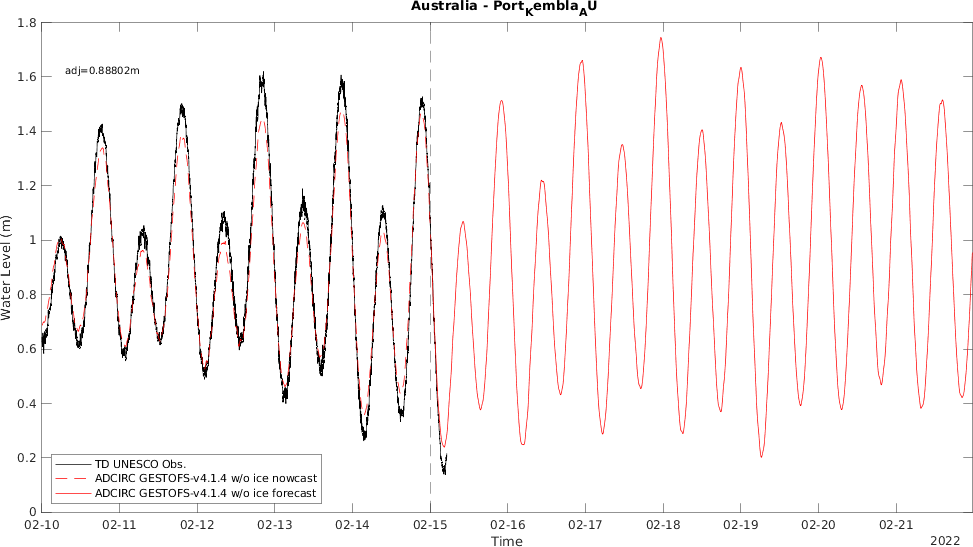 Australia - PortKemblaAU
1.8
1.6
1.4
1.2
1
0.8
0.6
0.4
0.2
0
Water Level (m)
adj=0.88802m
TD UNESCO Obs.
ADCIRC GESTOFS-v4.1.4 w/o ice nowcast
ADCIRC GESTOFS-v4.1.4 w/o ice forecast
02-10 02-11 02-12 02-13 02-14 02-15 02-16 02-17 02-18 02-19 02-20 02-21
Time
2022